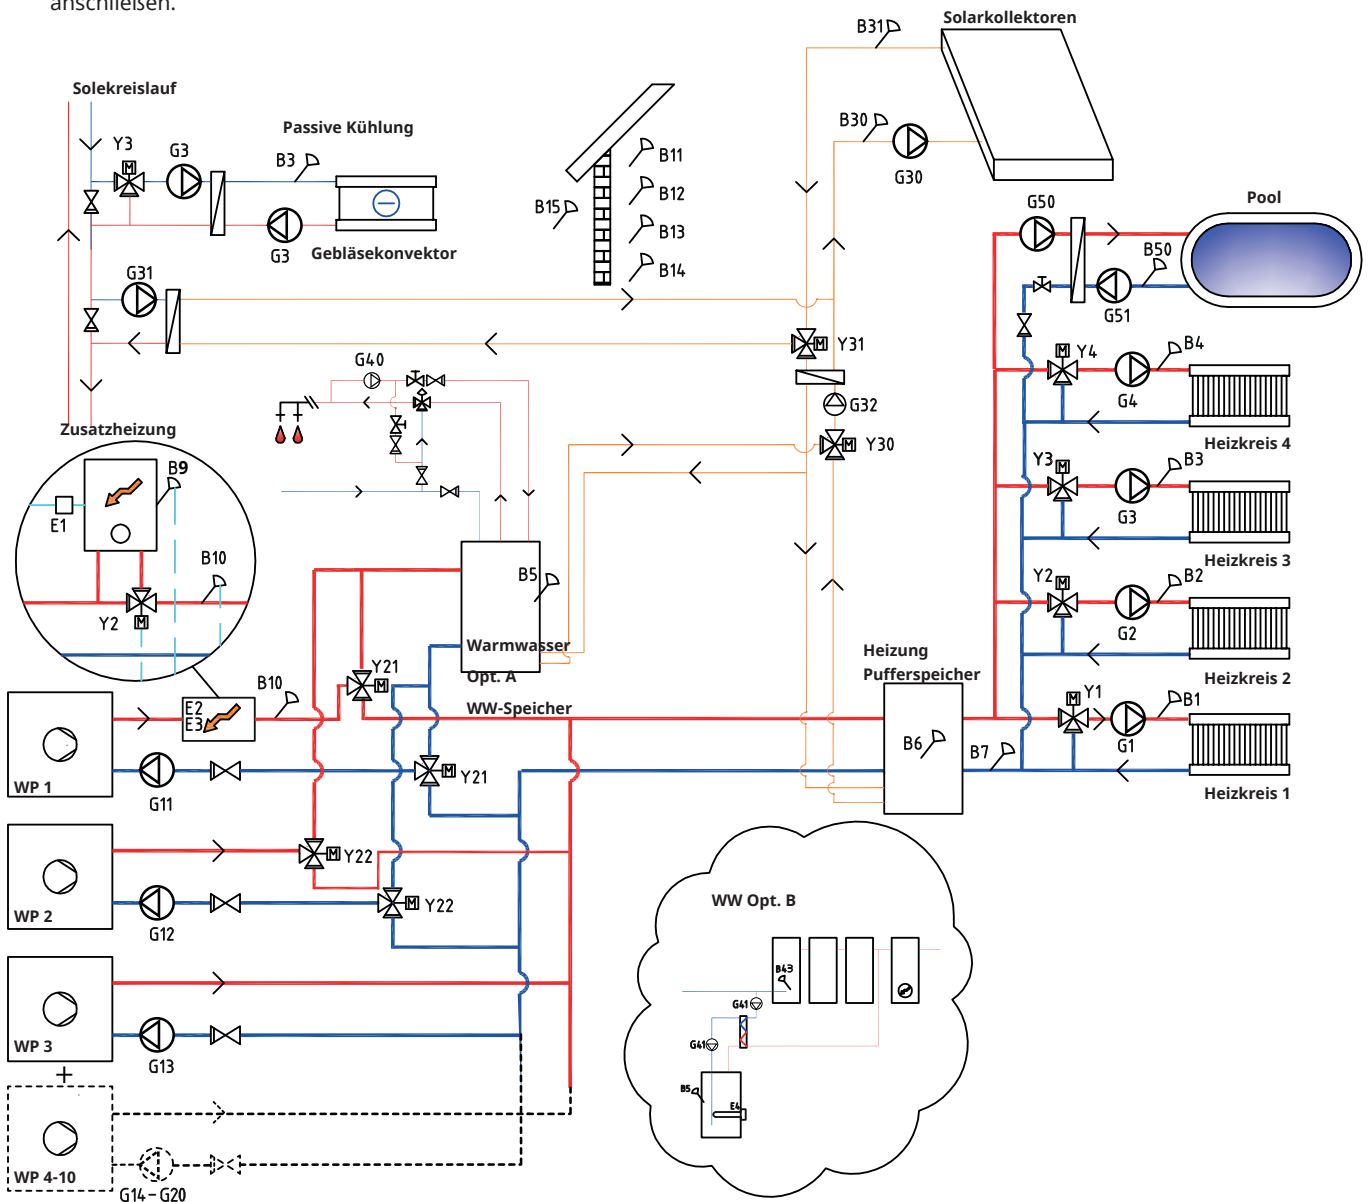 anschließen.
Solarkollektoren
B31
Solekreislauf
Passive Kühlung
Y3
G3
B3
B30
G30
B11
B12
B15
B13
B14
G3
Gebläsekonvektor
G50
Pool
B50
G51
G31
Y31
G40
G32
Y30
Y4
B4
G4
Heizkreis 4
Zusatzheizung
B9
E1
B10
Y2
Y3
B3
G3
Heizkreis 3
B5
Y2
B2
G2
Heizkreis 2
Warmwasser
Opt. A
WW-Speicher
Heizung
Pufferspeicher
Y21
B10
E2
E3
WP 1
G11
Y21
B6
B7
Y1
B1
G1
Heizkreis 1
WP 2
G12
Y22
Y22
WP 3
G13
+
WP 4-10
G14-G20
WW Opt. B
B43
G41
G41
B5
E4
M
M
M
M
M
M
M
M
M
M
M
M